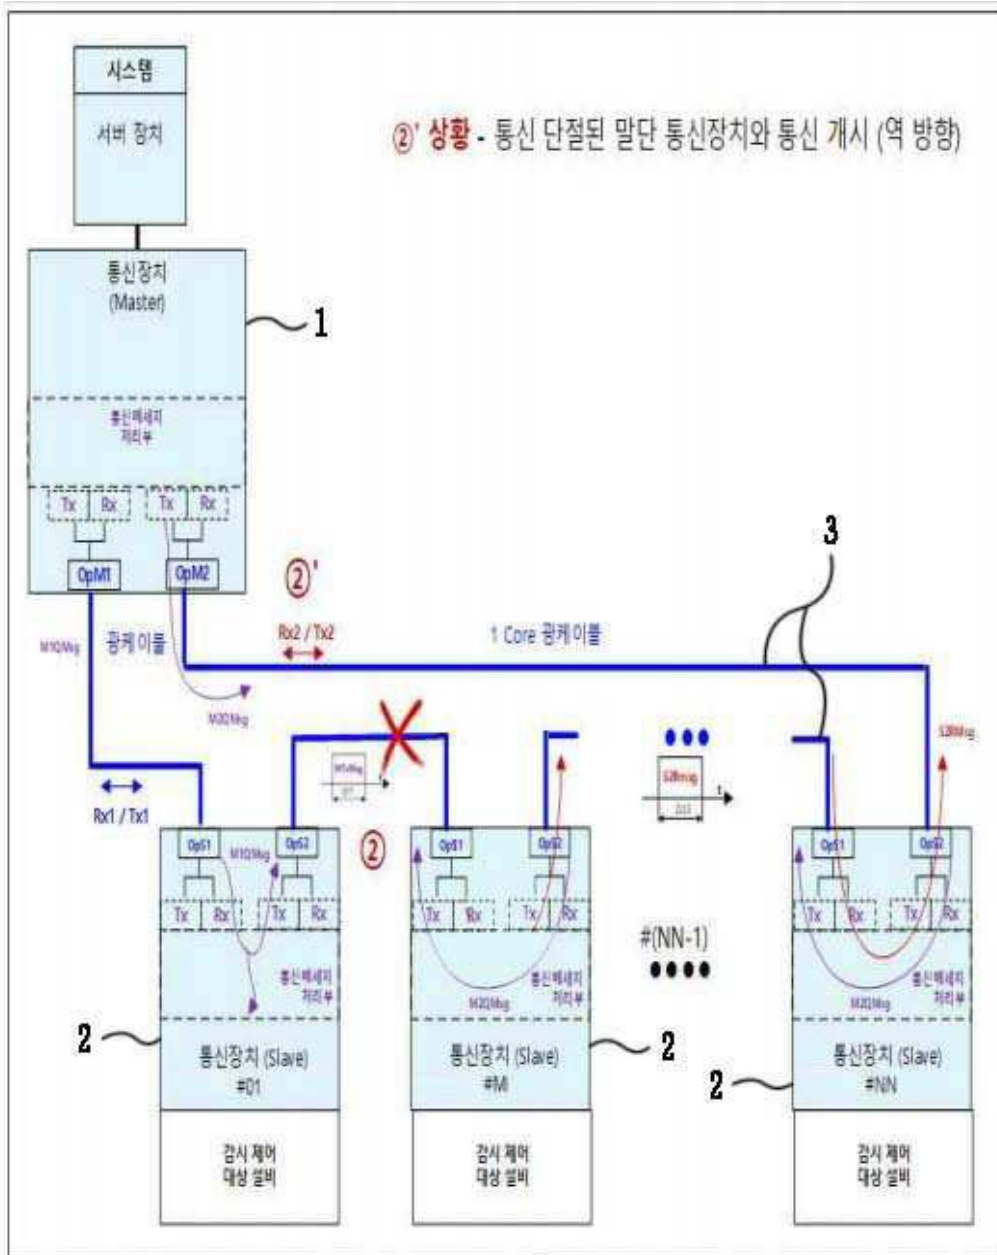 시스템
서버 장치
②' 상황 - 통신 단절된 말단 통신장치와 통신 개시 (역 방향)
통신장치
(Master)
1
통신메세지
처리부
Tx Rx Tx Rx
OpM1 OpM2
②'
3
M1QMsg
광케이블
Rx2 / Tx2
1 Core 광케이블
M2QMsg
S2RMsg
Rx1 / Tx1
t
S2Rmsg
t
OpS1 M1QMsg OpS2
②
OpS1 OpS2
OpS1 OpS2
Tx Rx Tx Rx
Tx Rx Tx Rx
Tx Rx Tx Rx
#(NN-1)
통신메세지
처리부
M2QMsg
통신메세지
처리부
M2QMsg
통신메세지
처리부
2
2
2
통신장치 (Slave)
#01
통신장치 (Slave)
#MI
통신장치 (Slave)
#NN
감시 제어
대상 설비
감시 제어
대상 설비
감시 제어
대상 설비